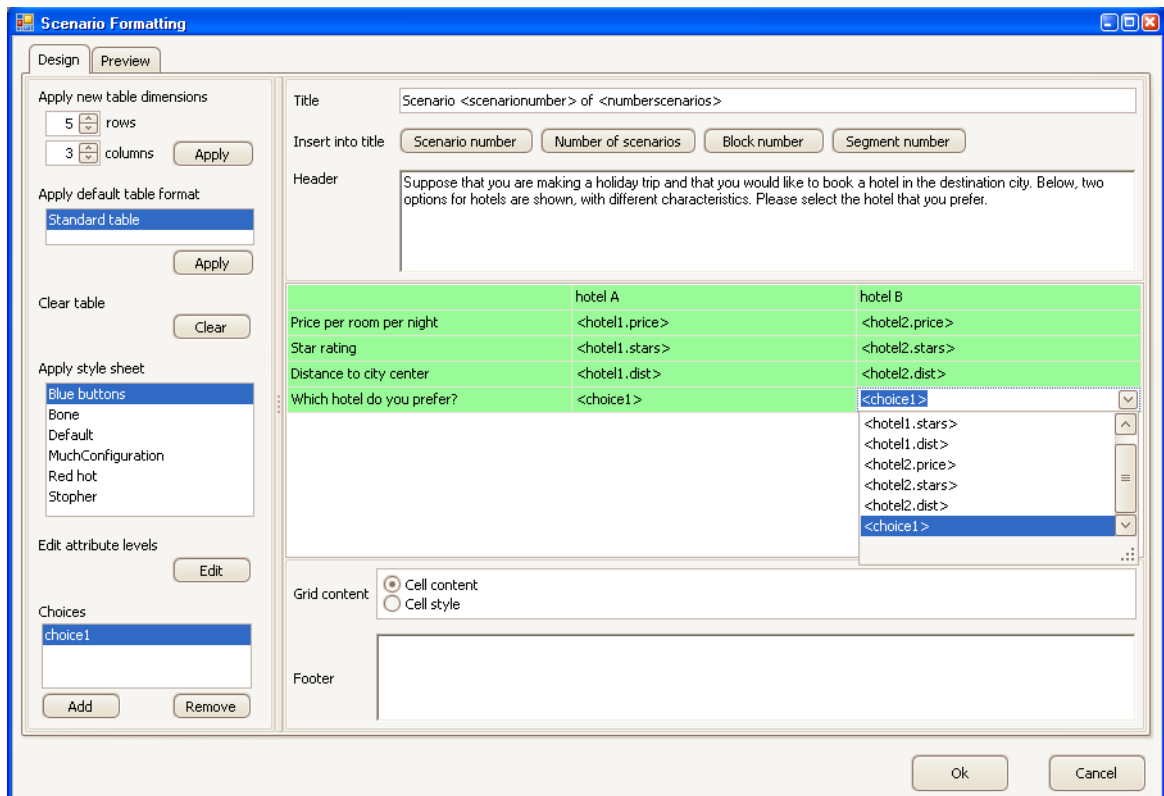 Scenario Formatting
Design
Preview
Apply new table dimensions
5 rows
3 columns
Apply
Apply default table format
Standard table
Apply
Clear table
Clear
Apply style sheet
Blue buttons
Bone
Default
MuchConfiguration
Red hot
Stopher
Edit attribute levels
Edit
Choices
choice1
Add
Remove
Title
Scenario <scenarionumber> of <numberscenarios>
Insert into title
Scenario number
Number of scenarios
Block number
Segment number
Header
Suppose that you are making a holiday trip and that you would like to book a hotel in the destination city. Below, two
options for hotels are shown, with different characteristics. Please select the hotel that you prefer.
hotel A hotel B
Price per room per night <hotel1.price> <hotel2.price>
Star rating <hotel1.stars> <hotel2.stars>
Distance to city center <hotel1.dist> <hotel2.dist>
Which hotel do you prefer? <choice1> <choice1>
<hotel1.stars>
<hotel1.dist>
<hotel2.price>
<hotel2.stars>
<hotel2.dist>
<choice1>
Grid content
Cell content
Cell style
Footer
Ok
Cancel